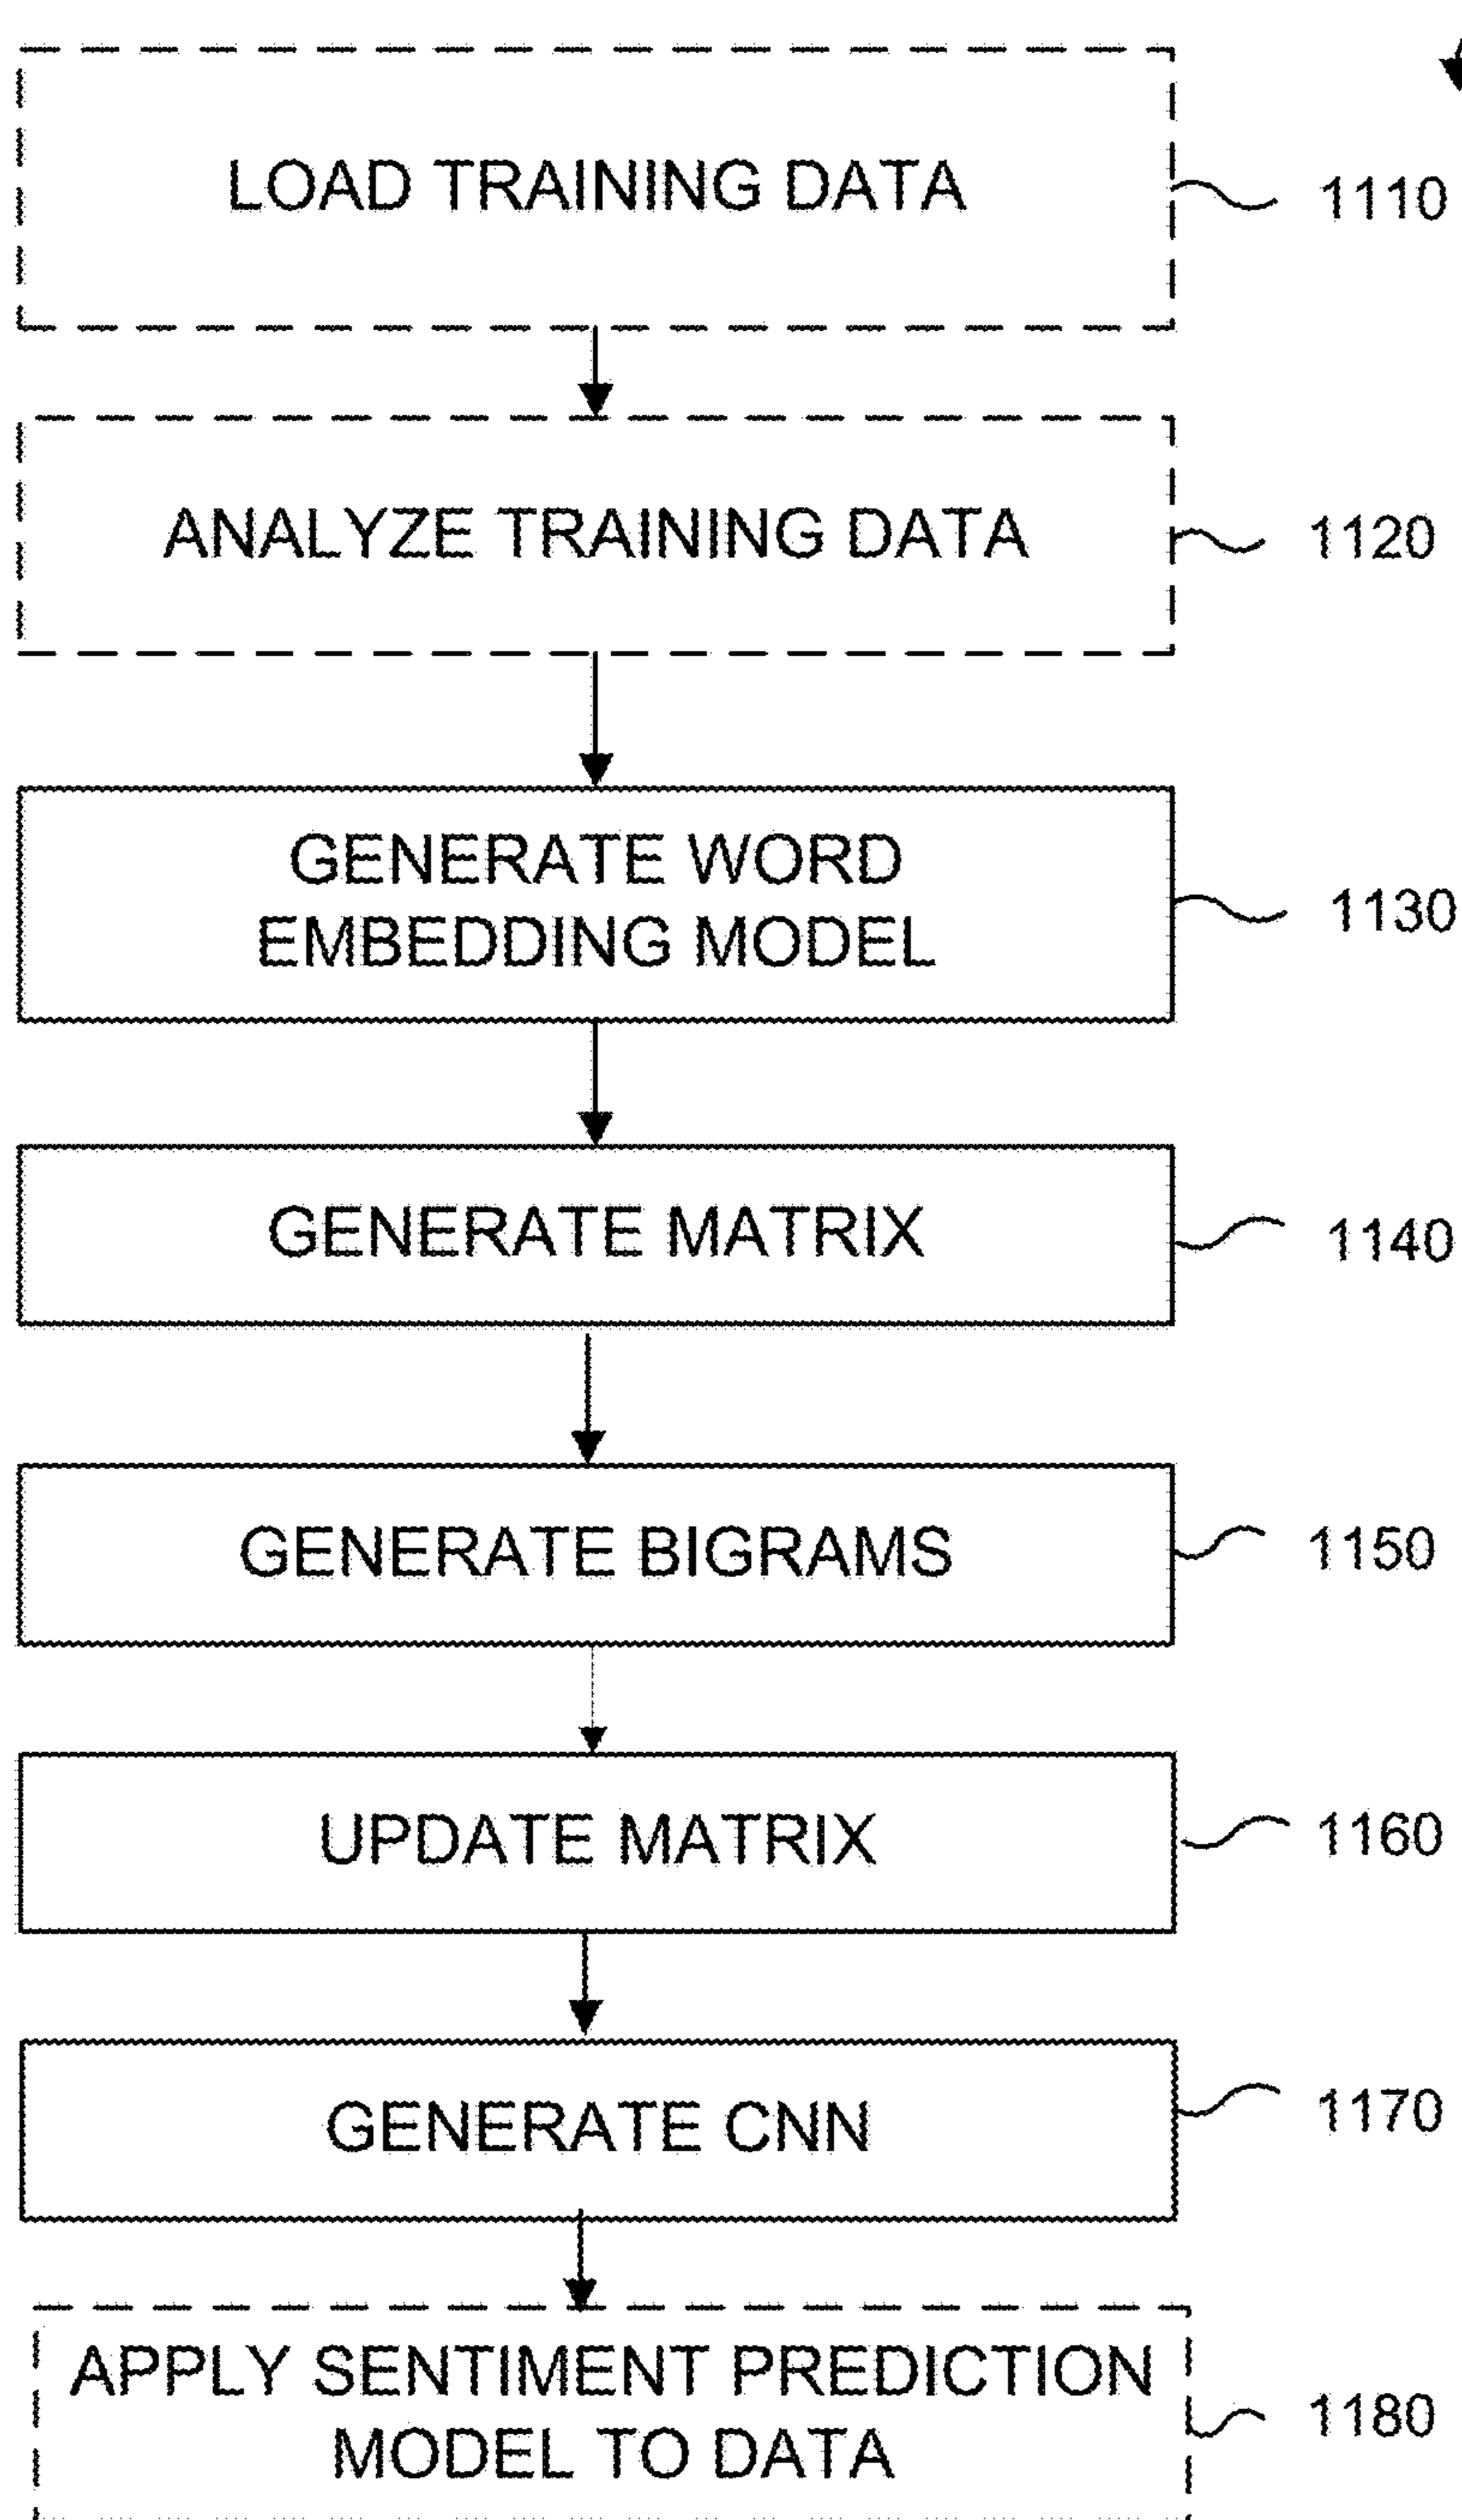 LOAD TRAINING DATA
1110
ANALYZE TRAINING DATA
1120
GENERATE WORD
EMBEDDING MODEL
1130
GENERATE MATRIX
1140
GENERATE BIGRAMS
1150
UPDATE MATRIX
1160
GENERATE CNN
1170
APPLY SENTIMENT PREDICTION
MODEL TO DATA
1180